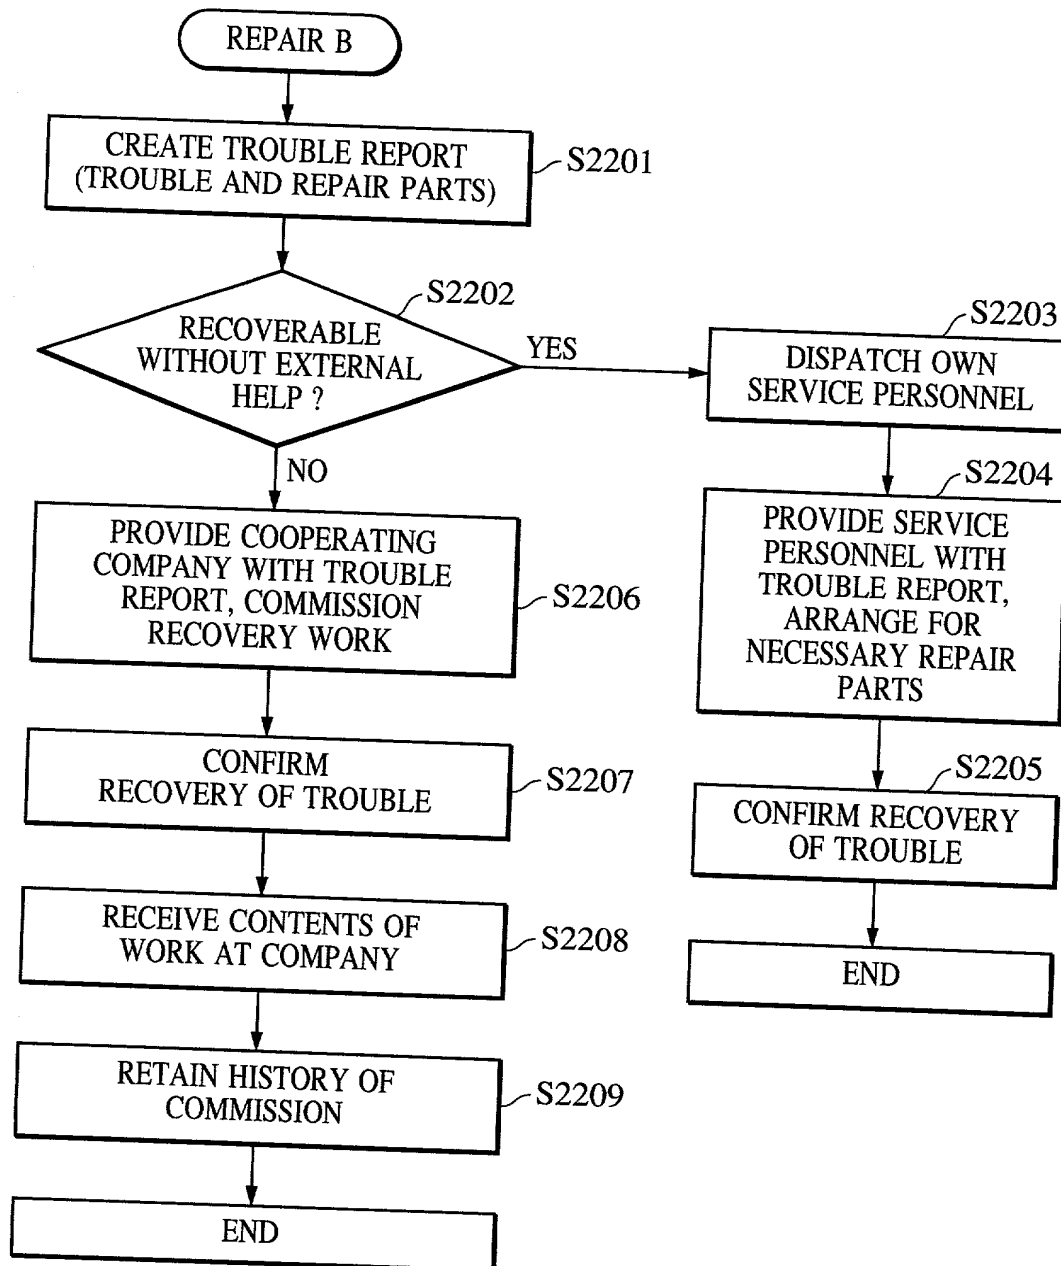 REPAIR B
CREATE TROUBLE REPORT
(TROUBLE AND REPAIR PARTS)
S2201
S2202
RECOVERABLE
WITHOUT EXTERNAL
HELP ?
YES
NO
S2203
DISPATCH OWN
SERVICE PERSONNEL
S2204
PROVIDE SERVICE
PERSONNEL WITH
TROUBLE REPORT,
ARRANGE FOR
NECESSARY REPAIR
PARTS
S2205
CONFIRM RECOVERY
OF TROUBLE
END
PROVIDE COOPERATING
COMPANY WITH TROUBLE
REPORT, COMMISSION
RECOVERY WORK
S2206
CONFIRM
RECOVERY OF TROUBLE
S2207
RECEIVE CONTENTS OF
WORK AT COMPANY
S2208
RETAIN HISTORY OF
COMMISSION
S2209
END